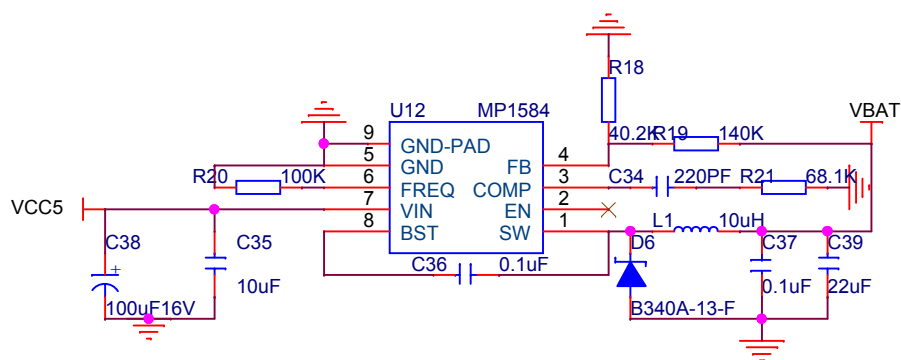 R18
U12 MP1584
VBAT
9 GND-PAD
40.2K R19 140K
5 GND
FB 4
R20 100K
6 FREQ
COMP 3
C34 220PF R21 68.1K
VCC5
7 VIN
EN 2
8 BST
SW 1
L1 10uH
C38 C35
D6 C37 C39
C36 0.1uF
10uF
0.1uF 22uF
100uF16V
B340A-13-F